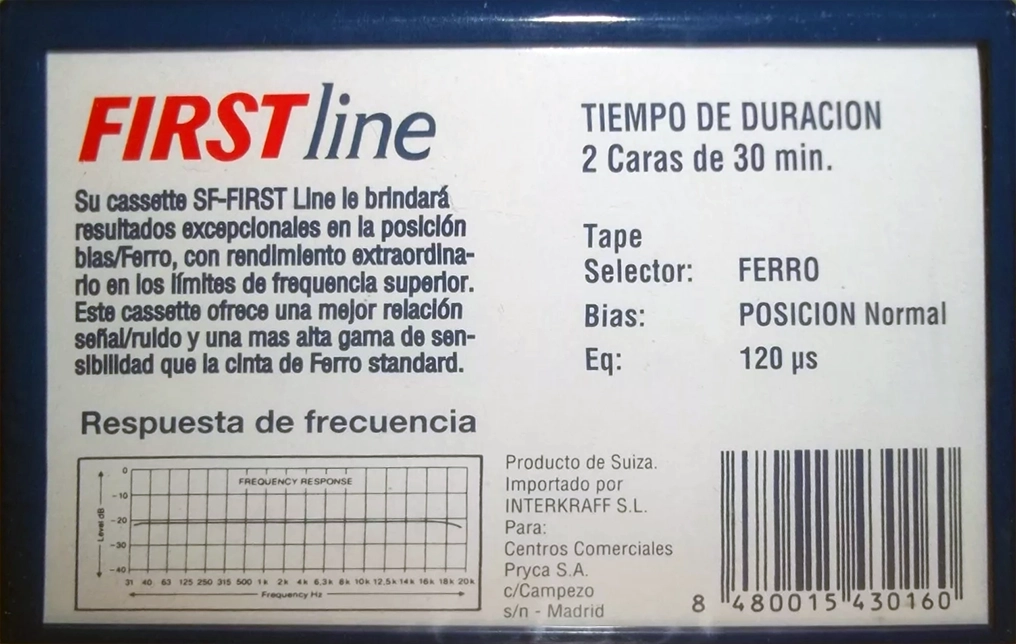 FIRST line
Su cassette SF-FIRST Line le brindará
resultados excepcionales en la posición
bias/Ferro, con rendimiento extraordina-
rio en los límites de frequencia superior.
Este cassette ofrece una mejor relación
señal/ruido y una mas alta gama de sen-
sibilidad que la cinta de Ferro standard.
Respuesta de frecuencia
FREQUENCY RESPONSE
Level dB
0
-10
-20
-30
-40
31 40 63 125 250 315 500 1k 2k 4k 6.3k 8k 10k 12.5k 14k 16k 18k 20k
Frequency Hz
TIEMPO DE DURACION
2 Caras de 30 min.
Tape
Selector: FERRO
Bias: POSICION Normal
Eq: 120 µs
Producto de Suiza.
Importado por
INTERKRAFF S.L.
Para:
Centros Comerciales
Pryca S.A.
c/Campezo
s/n - Madrid
8 480015 430160